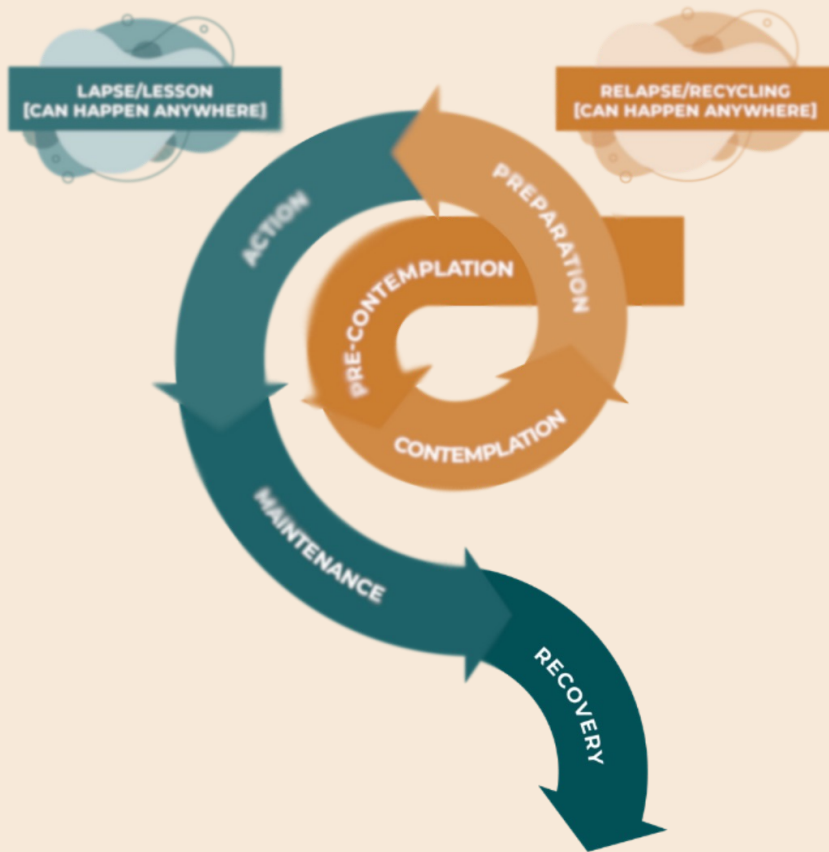 LAPSE/LESSON
[CAN HAPPEN ANYWHERE]
RELAPSE/RECYCLING
[CAN HAPPEN ANYWHERE]
PREPARATION
ACTION
PRE-CONTEMPLATION
CONTEMPLATION
MAINTENANCE
RECOVERY